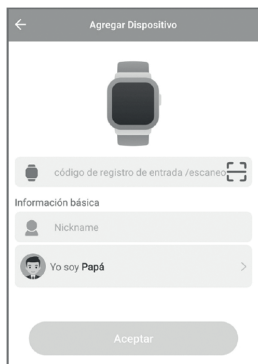 Agregar Dispositivo
código de registro de entrada /escaneo
Información básica
Nickname
Yo soy Papá
Aceptar